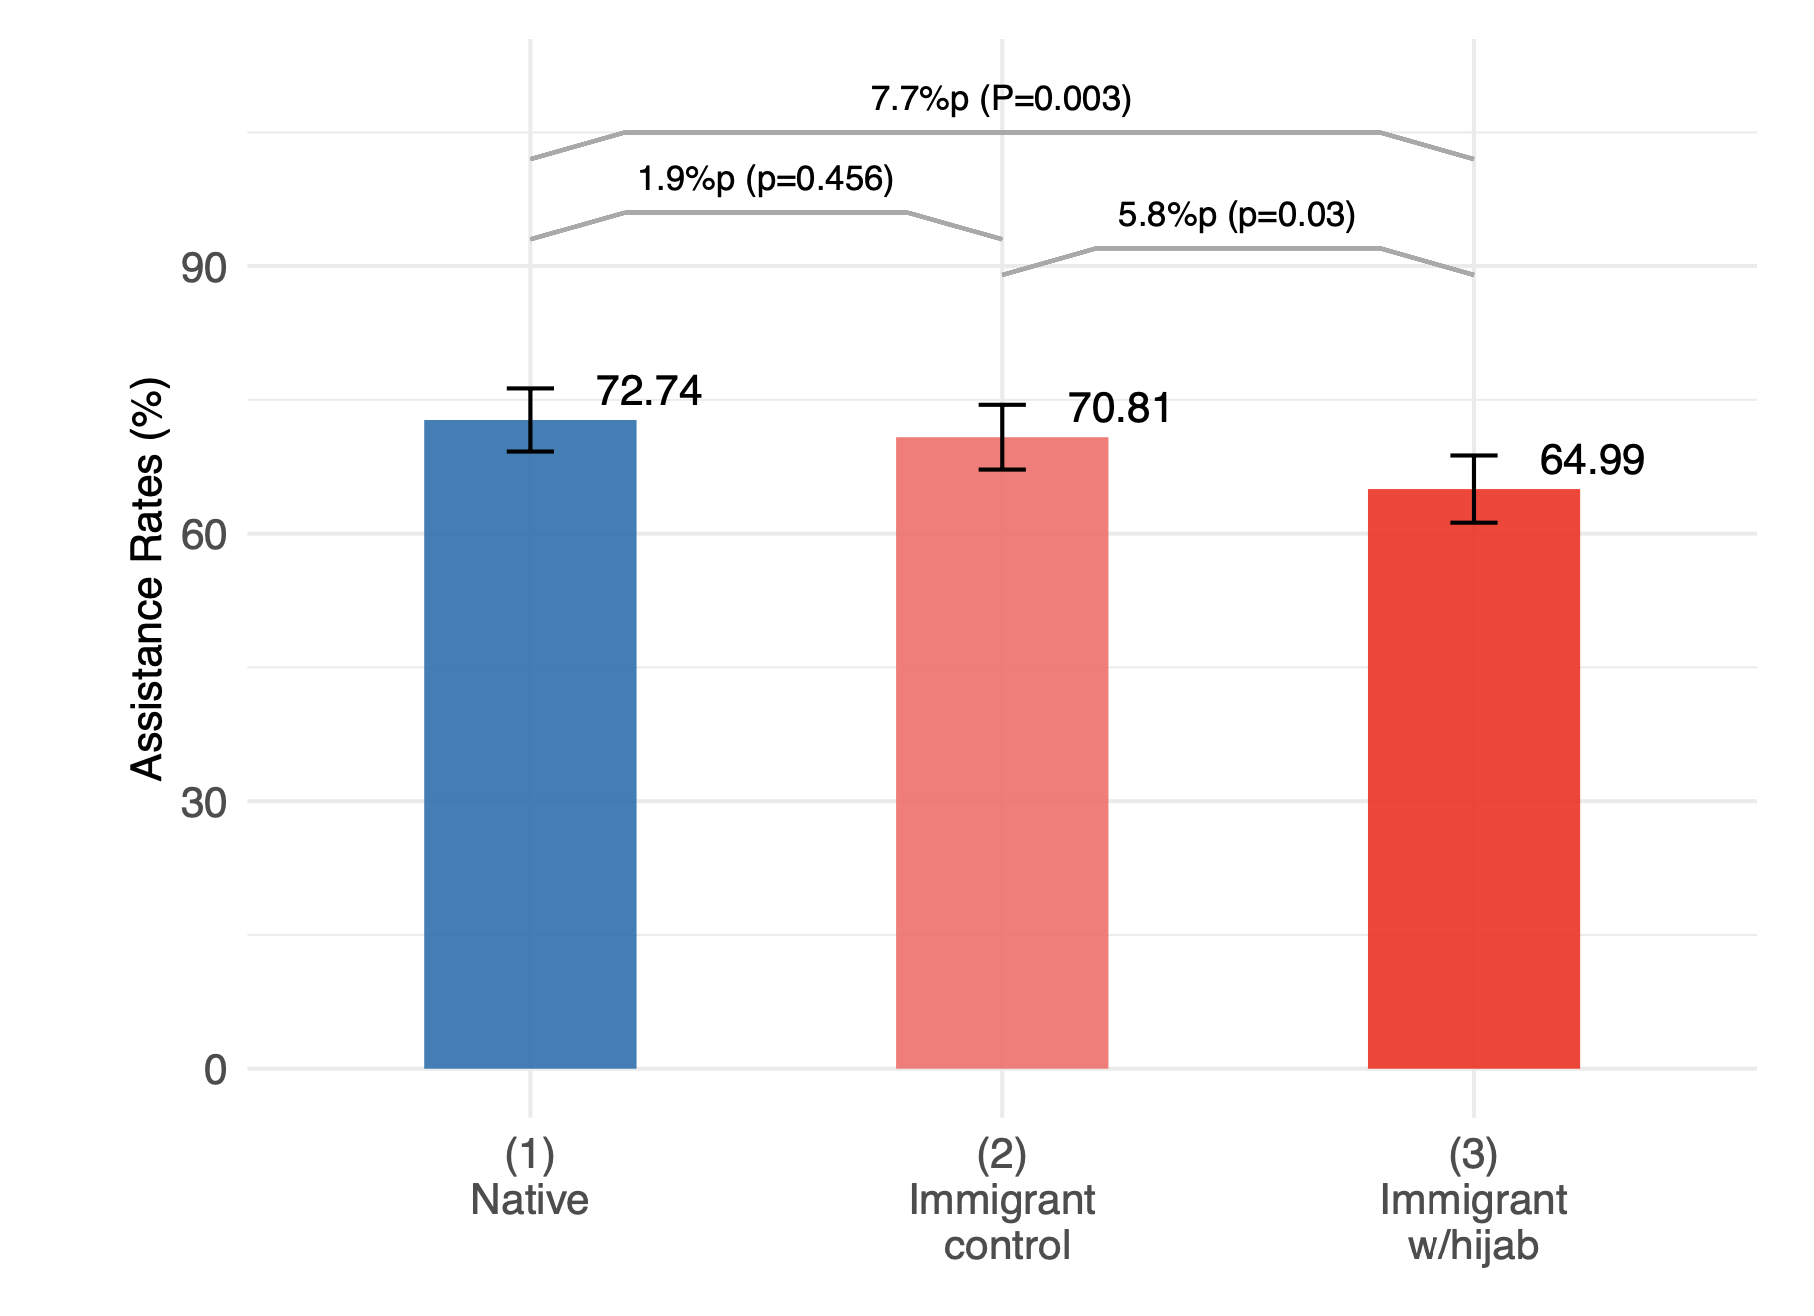 7.7%p (P=0.003)
1.9%p (p=0.456)
5.8%p (p=0.03)
90
72.74
70.81
64.99
60
30
0
Assistance Rates (%)
(1)
Native
(2)
Immigrant
control
(3)
Immigrant
w/hijab